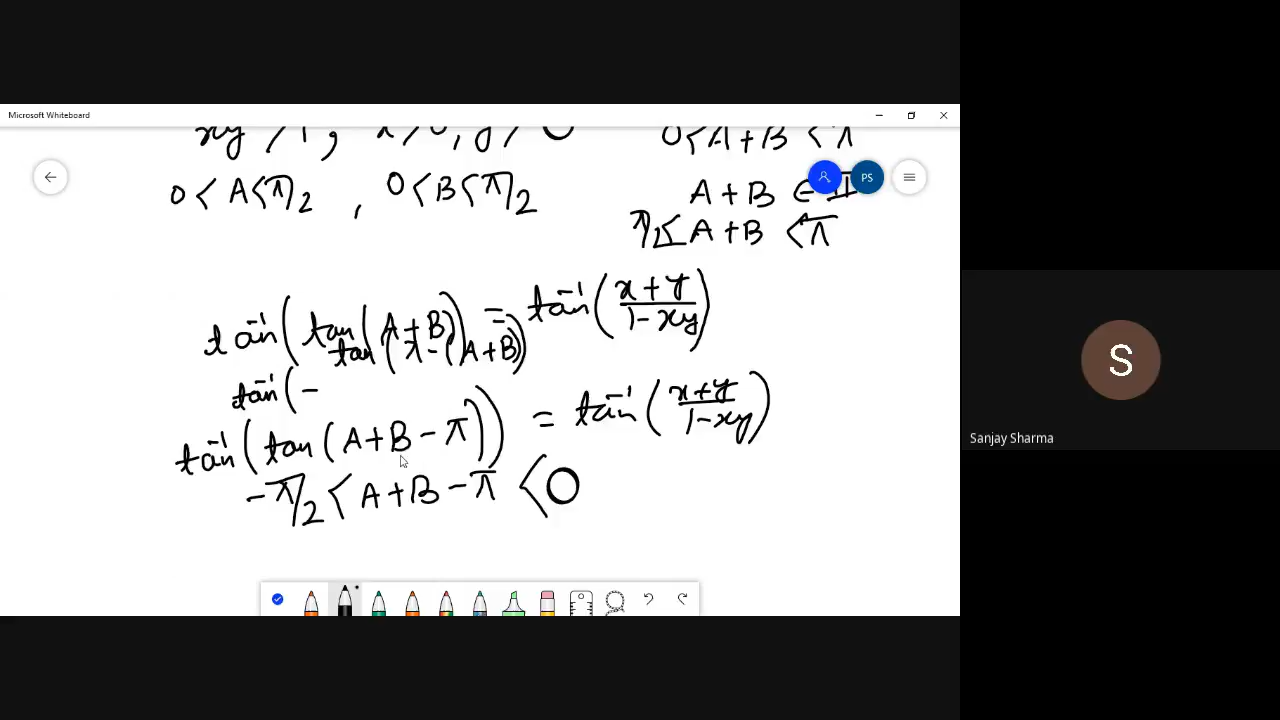 Microsoft Whiteboard
xy > 1 , x > 0 , y > 0
0 < A + B < π
0 < A < π/2 , 0 < B < π/2
PS
A + B ∈ II
π/2 < A + B < π
tan⁻¹(tan(A+B)) = tan⁻¹((x+y)/(1-xy))
tan(π-(A+B))
tan⁻¹(-
tan⁻¹(tan(A+B-π)) = tan⁻¹((x+y)/(1-xy))
-π/2 < A+B-π < 0
S
Sanjay Sharma